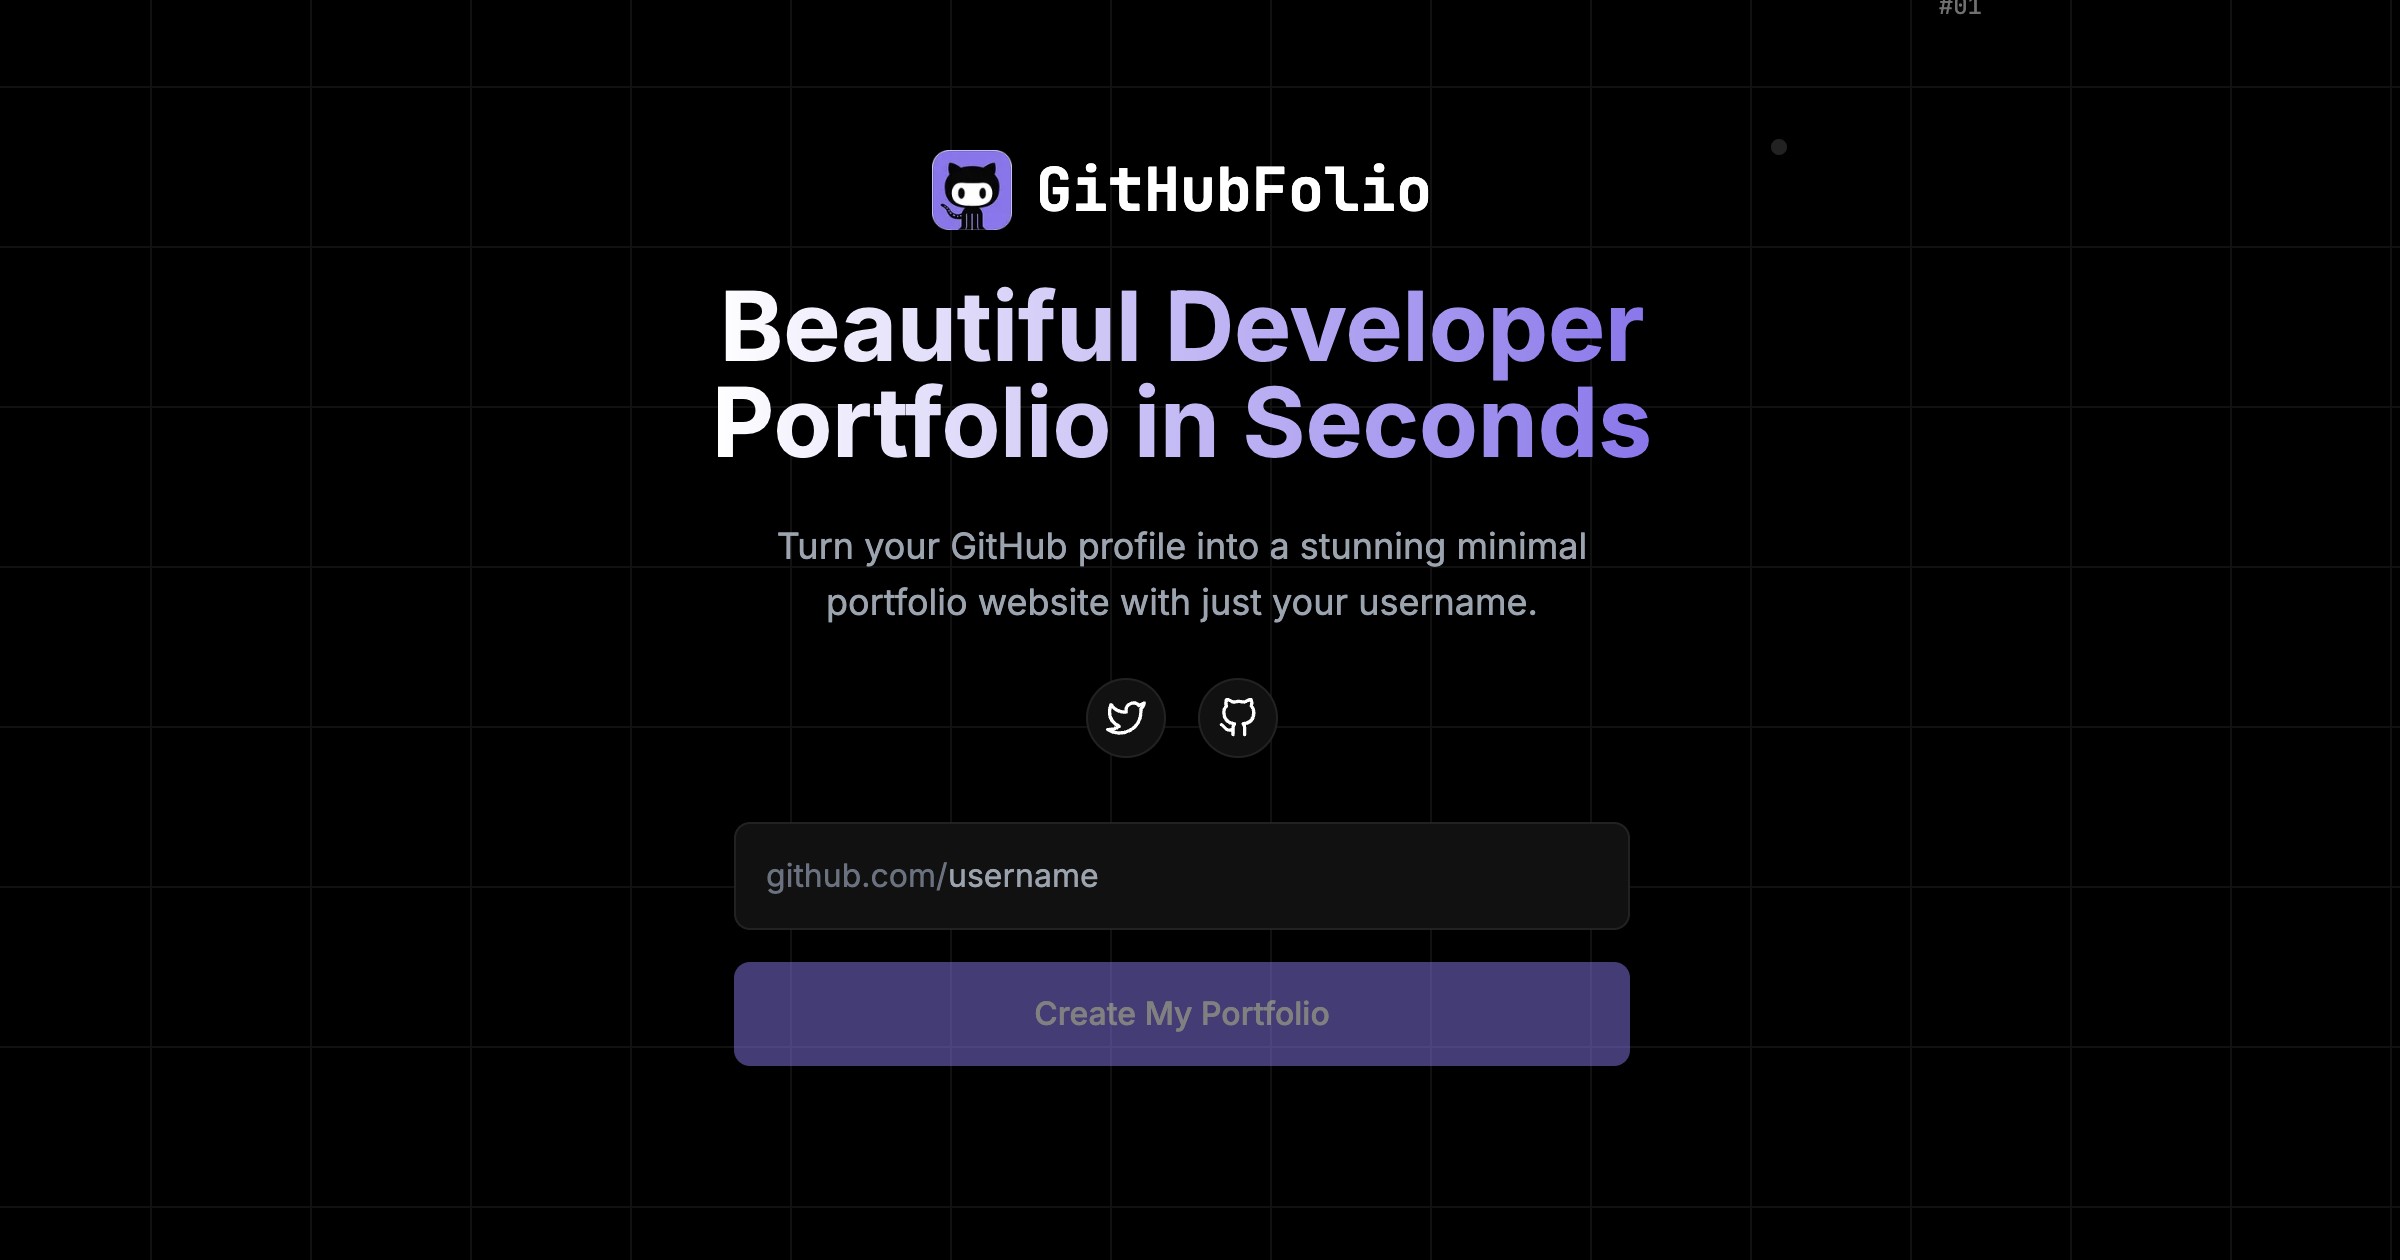 #01
GitHubFolio
Beautiful Developer
Portfolio in Seconds
Turn your GitHub profile into a stunning minimal
portfolio website with just your username.
github.com/username
Create My Portfolio